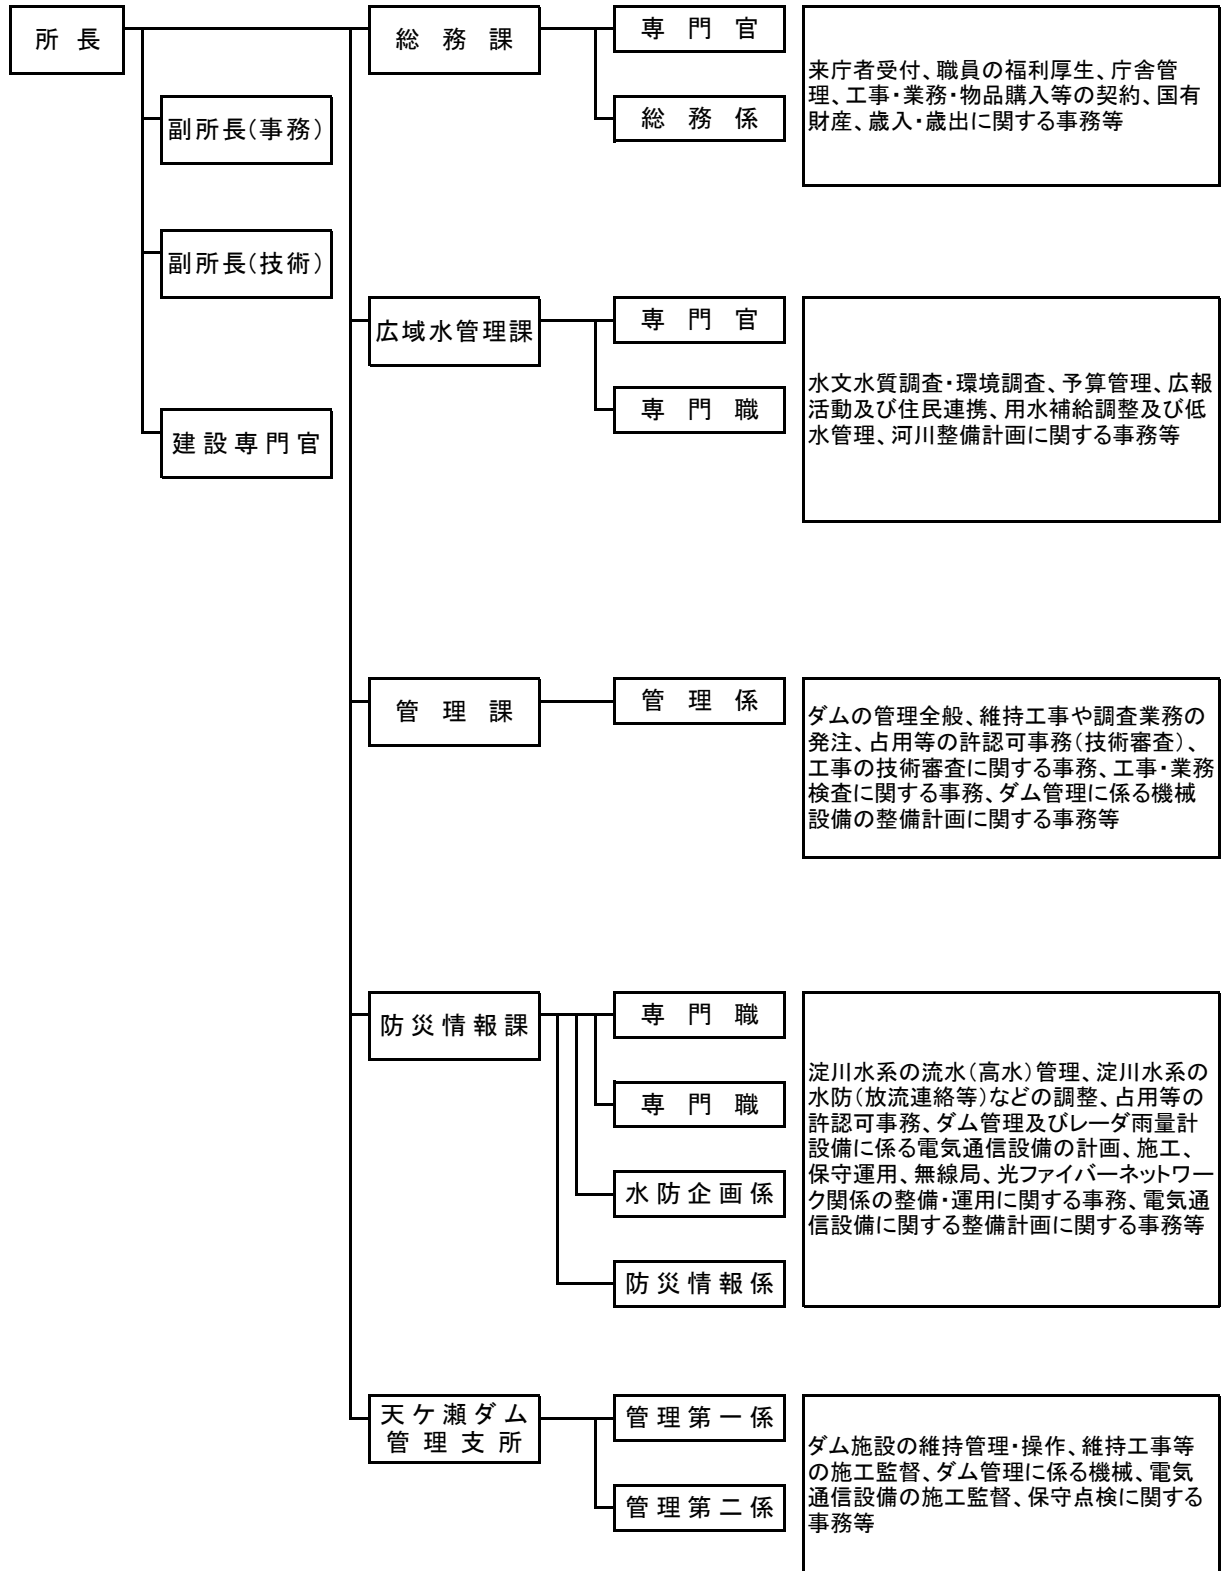 所長
副所長(事務)
副所長(技術)
建設専門官
総務課
専門官
総務係
来庁者受付、職員の福利厚生、庁舎管
理、工事・業務・物品購入等の契約、国有
財産、歳入・歳出に関する事務等
広域水管理課
専門官
専門職
水文水質調査・環境調査、予算管理、広報
活動及び住民連携、用水補給調整及び低
水管理、河川整備計画に関する事務等
管理課
管理係
ダムの管理全般、維持工事や調査業務の
発注、占用等の許認可事務(技術審査)、
工事の技術審査に関する事務、工事・業務
検査に関する事務、ダム管理に係る機械
設備の整備計画に関する事務等
防災情報課
専門職
専門職
水防企画係
防災情報係
淀川水系の流水(高水)管理、淀川水系の
水防(放流連絡等)などの調整、占用等の
許認可事務、ダム管理及びレーダ雨量計
設備に係る電気通信設備の計画、施工、
保守運用、無線局、光ファイバーネットワー
ク関係の整備・運用に関する事務、電気通
信設備に関する整備計画に関する事務等
天ケ瀬ダム
管理支所
管理第一係
管理第二係
ダム施設の維持管理・操作、維持工事等
の施工監督、ダム管理に係る機械、電気
通信設備の施工監督、保守点検に関する
事務等